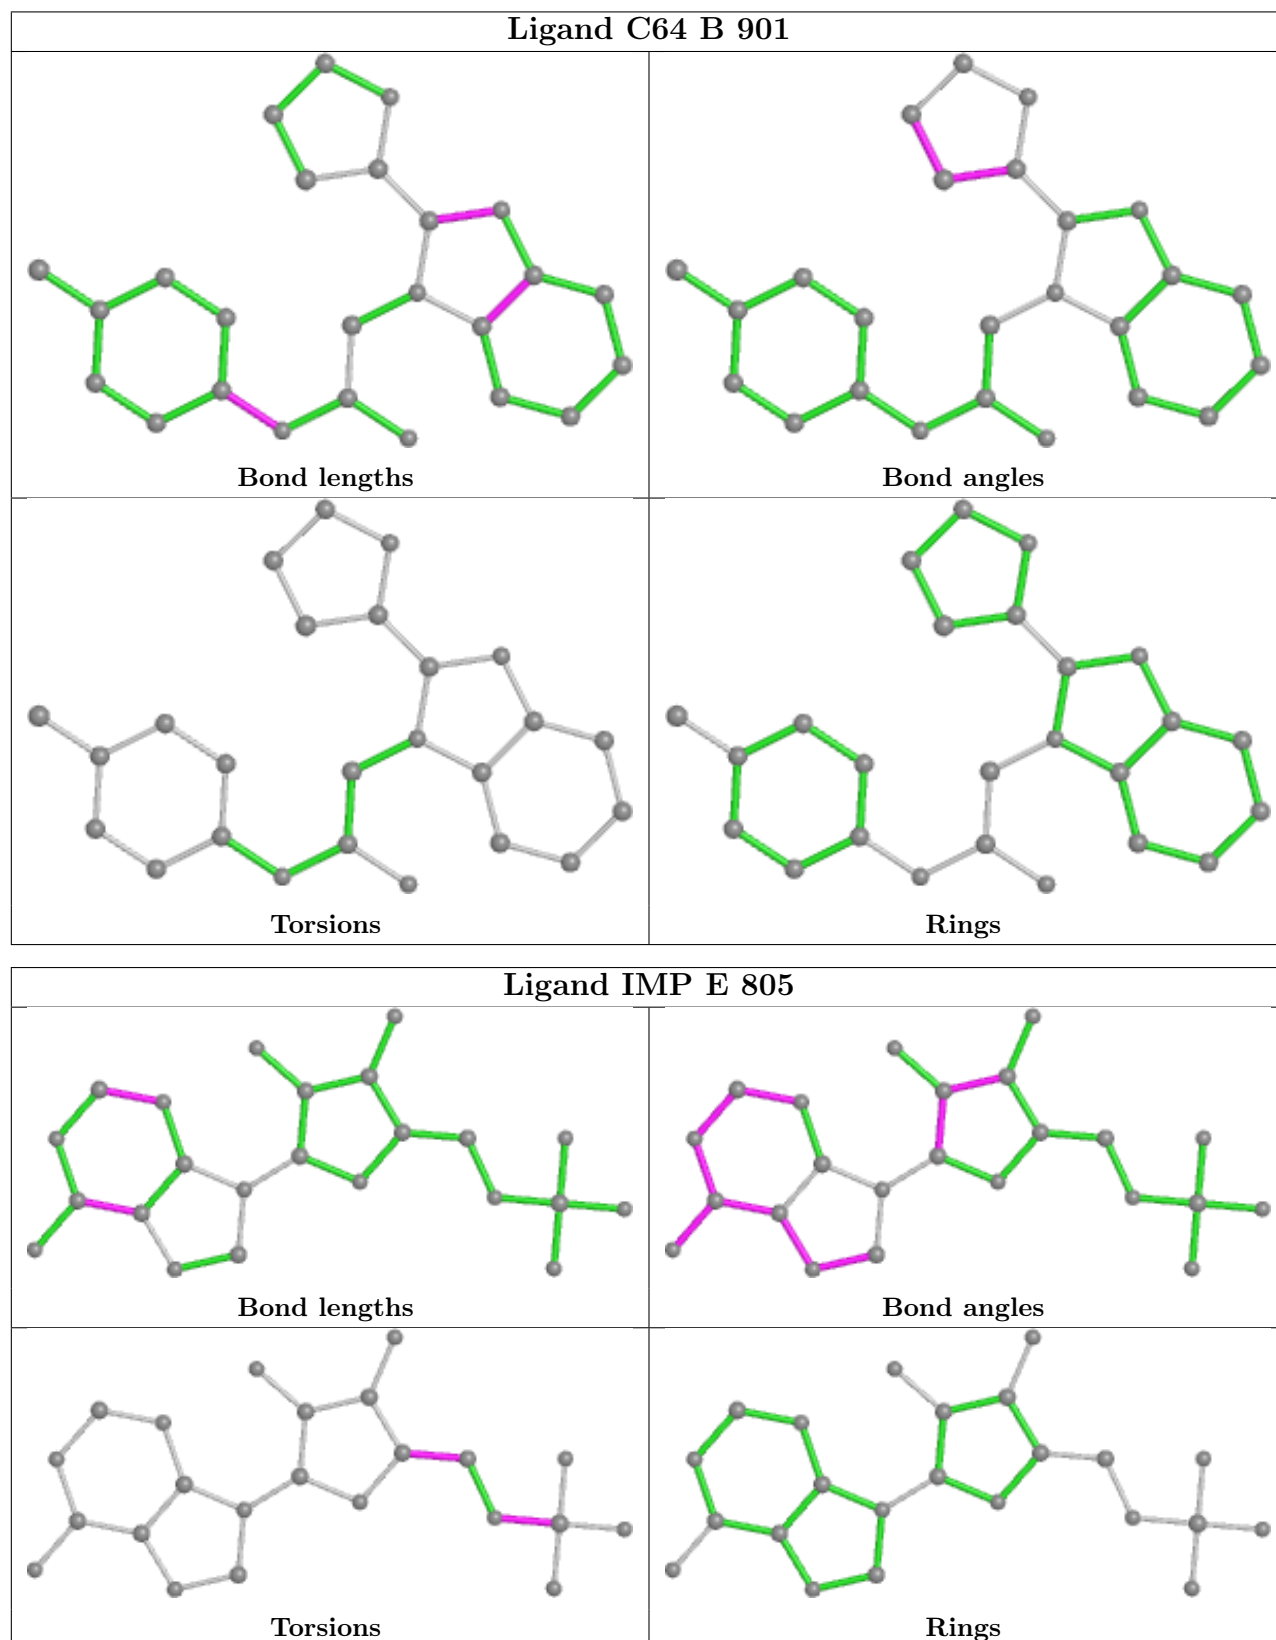 Ligand C64 B 901
Bond lengths
Bond angles
Torsions
Rings
Ligand IMP E 805
Bond lengths
Bond angles
Torsions
Rings